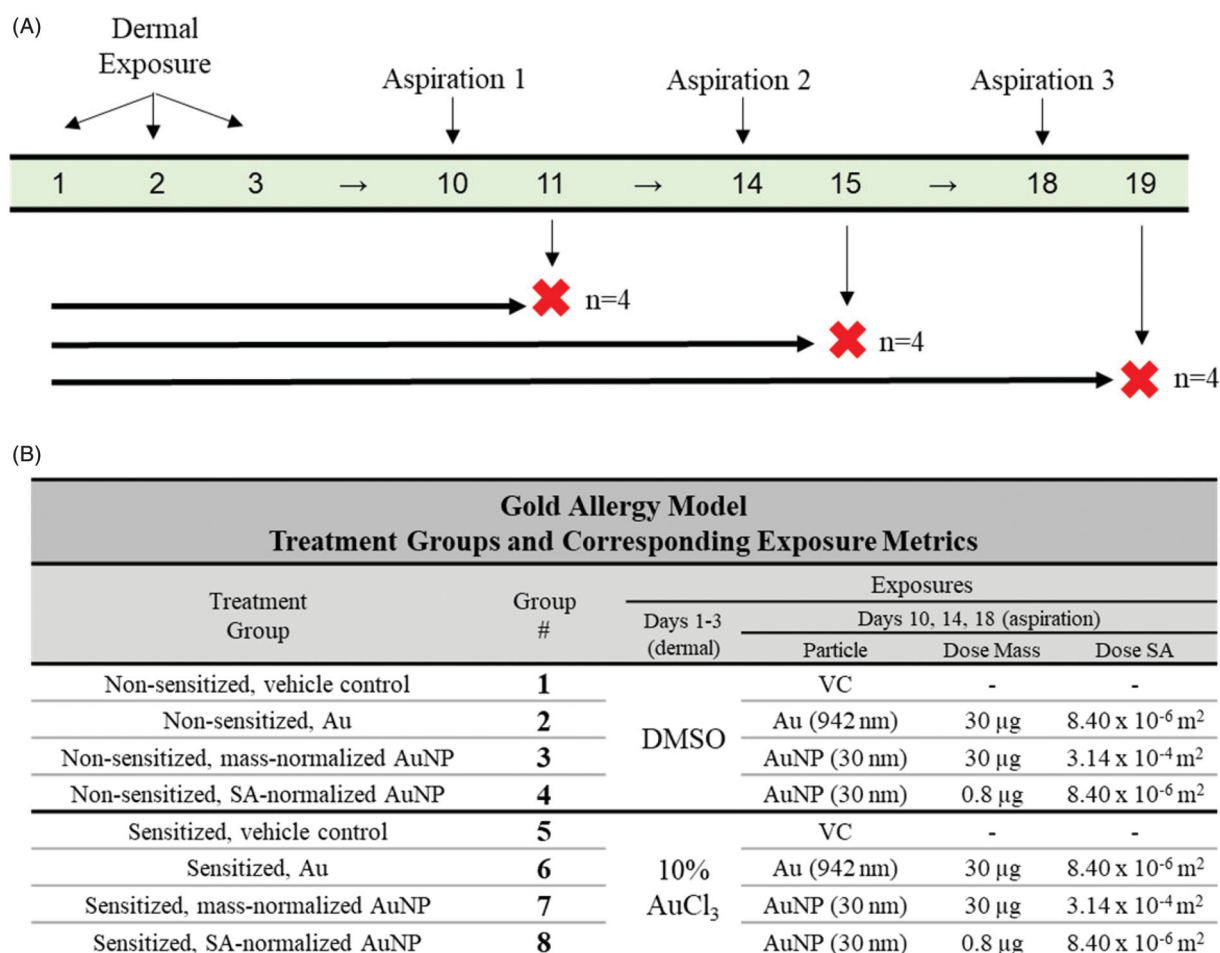 (A)
Dermal
Exposure
Aspiration 1
Aspiration 2
Aspiration 3
1 2 3 → 10 11 → 14 15 → 18 19
n=4
n=4
n=4
(B)
Gold Allergy Model
Treatment Groups and Corresponding Exposure Metrics
Treatment
Group
Group
#
Exposures
Days 1-3
(dermal)
Days 10, 14, 18 (aspiration)
Particle Dose Mass Dose SA
Non-sensitized, vehicle control 1 VC - -
Non-sensitized, Au 2 Au (942 nm) 30 µg 8.40 x 10⁻⁶ m²
DMSO
Non-sensitized, mass-normalized AuNP 3 AuNP (30 nm) 30 µg 3.14 x 10⁻⁴ m²
Non-sensitized, SA-normalized AuNP 4 AuNP (30 nm) 0.8 µg 8.40 x 10⁻⁶ m²
Sensitized, vehicle control 5 VC - -
Sensitized, Au 6 Au (942 nm) 30 µg 8.40 x 10⁻⁶ m²
10%
AuCl₃
Sensitized, mass-normalized AuNP 7 AuNP (30 nm) 30 µg 3.14 x 10⁻⁴ m²
Sensitized, SA-normalized AuNP 8 AuNP (30 nm) 0.8 µg 8.40 x 10⁻⁶ m²